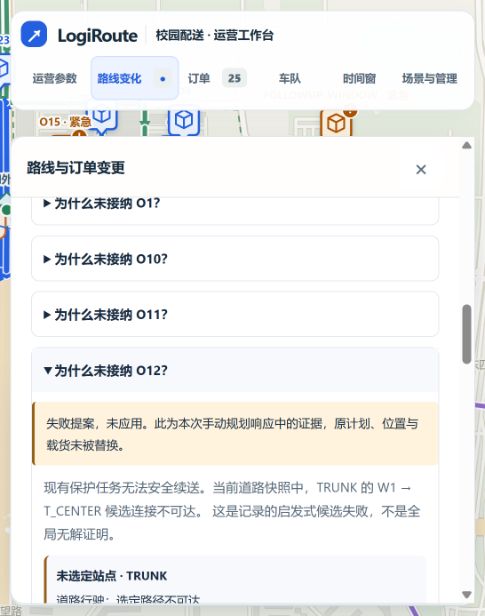 LogiRoute 校园配送 · 运营工作台
运营参数 路线变化 订单 25 车队 时间窗 场景与管理
O15 · 紧急
路线与订单变更
为什么未接纳 O1?
为什么未接纳 O10?
为什么未接纳 O11?
为什么未接纳 O12?
失败提案，未应用。此为本次手动规划响应中的证据，原计划、位置与
载货未被替换。
现有保护任务无法安全续送。当前道路快照中，TRUNK 的 W1 →
T_CENTER 候选连接不可达。 这是记录的启发式候选失败，不是全
局无解证明。
未选定站点 · TRUNK
道路行驶：选定路径不可达
望路